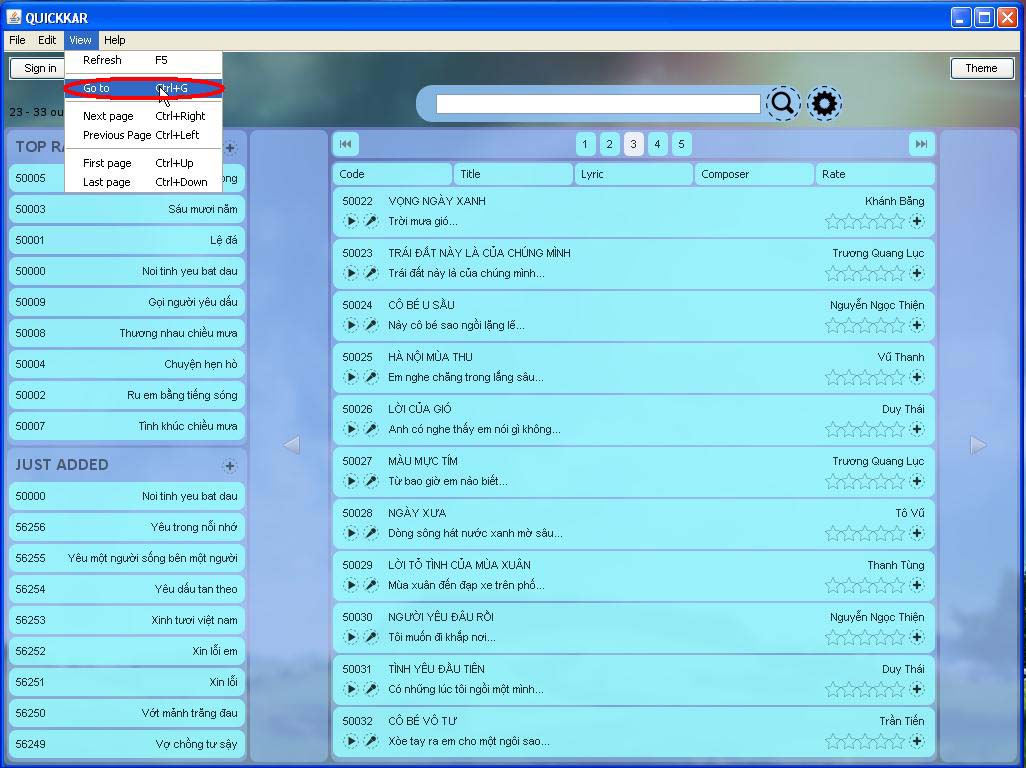 QUICKKAR
File Edit View Help
Refresh F5
Go to Ctrl+G
Next page Ctrl+Right
Previous Page Ctrl+Left
First page Ctrl+Up
Last page Ctrl+Down
Sign in
Theme
23 - 33 ou
1 2 3 4 5
TOP RA
50005 ong
50003 Sáu mươi năm
50001 Lệ đá
50000 Noi tinh yeu bat dau
50009 Gọi người yêu dấu
50008 Thương nhau chiều mưa
50004 Chuyện hẹn hò
50002 Ru em bằng tiếng sóng
50007 Tình khúc chiều mưa
JUST ADDED
50000 Noi tinh yeu bat dau
56256 Yêu trong nỗi nhớ
56255 Yêu một người sống bên một người
56254 Yêu dấu tan theo
56253 Xinh tươi việt nam
56252 Xin lỗi em
56251 Xin lỗi
56250 Vớt mảnh trăng đau
56249 Vợ chồng tư sậy
Code Title Lyric Composer Rate
50022 VỌNG NGÀY XANH Khánh Băng
Trời mưa gió...
50023 TRÁI ĐẤT NÀY LÀ CỦA CHÚNG MÌNH Trương Quang Lục
Trái đất này là của chúng mình...
50024 CÔ BÉ U SẦU Nguyễn Ngọc Thiện
Này cô bé sao ngồi lặng lẽ...
50025 HÀ NỘI MÙA THU Vũ Thanh
Em nghe chăng trong lắng sâu...
50026 LỜI CỦA GIÓ Duy Thái
Anh có nghe thấy em nói gì không...
50027 MÀU MỰC TÍM Trương Quang Lục
Từ bao giờ em nào biết...
50028 NGÀY XƯA Tô Vũ
Dòng sông hát nước xanh mờ sâu...
50029 LỜI TỎ TÌNH CỦA MÙA XUÂN Thanh Tùng
Mùa xuân đến đạp xe trên phố...
50030 NGƯỜI YÊU DẤU RỒI Nguyễn Ngọc Thiện
Tôi muốn đi khắp nơi...
50031 TÌNH YÊU ĐẦU TIÊN Duy Thái
Có những lúc tôi ngồi một mình...
50032 CÔ BÉ VÔ TƯ Trần Tiến
Xòe tay ra em cho một ngôi sao...